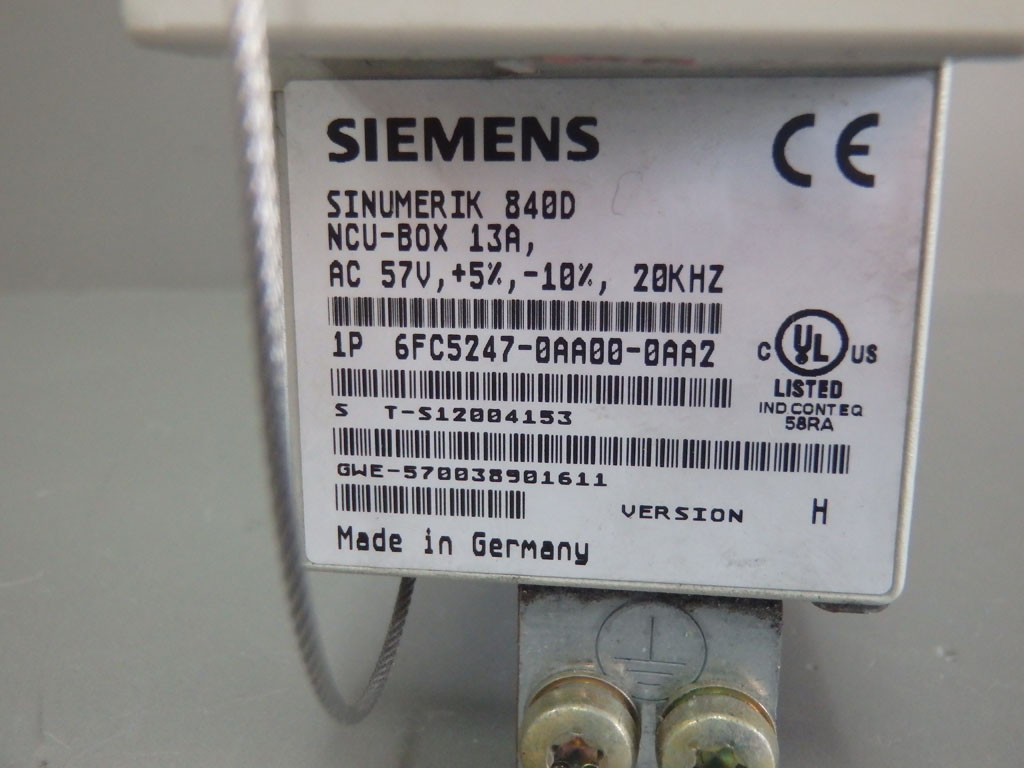 SIEMENS
CE
SINUMERIK 840D
NCU-BOX 13A,
AC 57V,+5%,-10%, 20KHZ
1P 6FC5247-0AA00-0AA2
C UL US
LISTED
IND CONT EQ
58RA
S T-S12004153
GWE-570038901611
VERSION H
Made in Germany